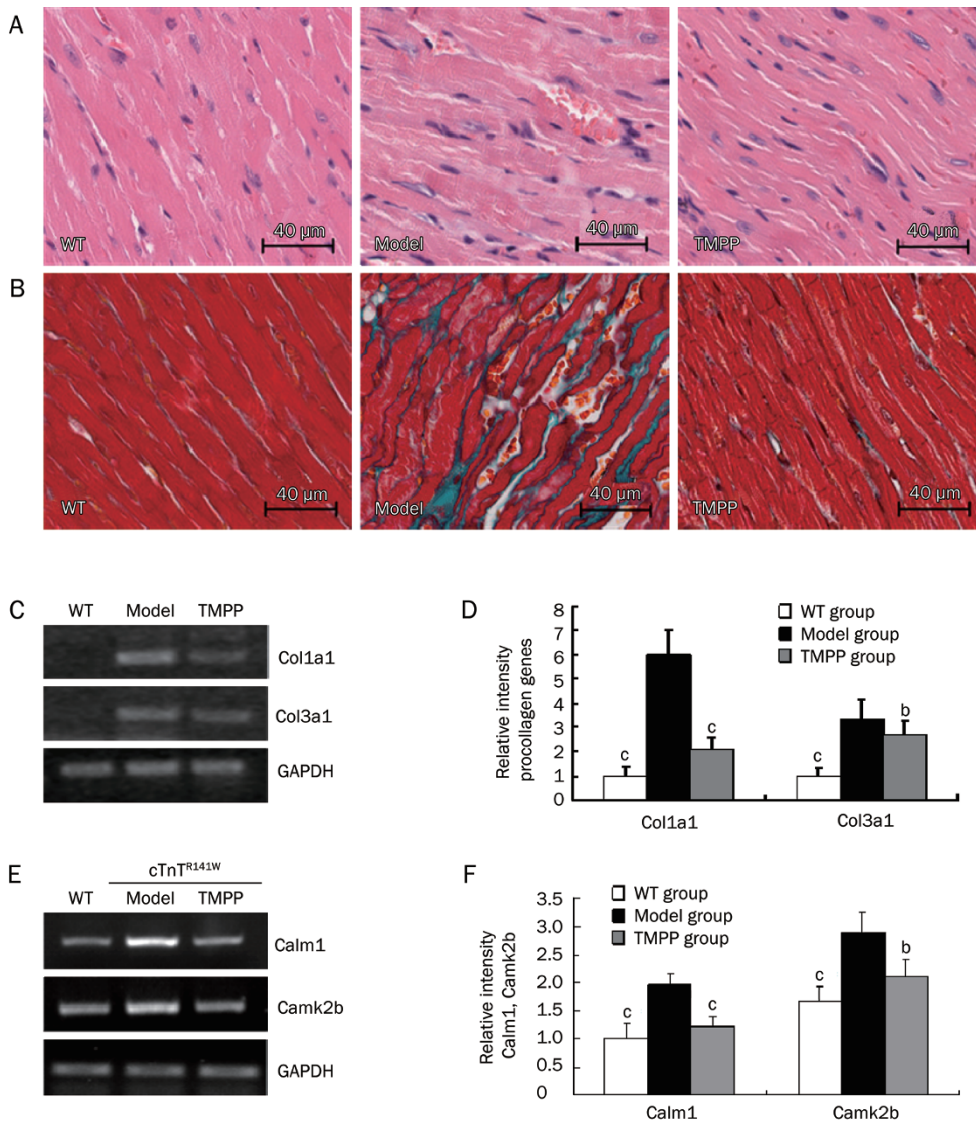 A
WT
40 μm
Model
40 μm
TMPP
40 μm
B
WT
40 μm
Model
40 μm
TMPP
40 μm
C
WT Model TMPP
Col1a1
Col3a1
GAPDH
D
Relative intensity
procollagen genes
8
7
6
5
4
3
2
1
0
WT group
Model group
TMPP group
c
c
c
b
Col1a1 Col3a1
E
cTnTR141W
WT Model TMPP
Calm1
Camk2b
GAPDH
F
Relative intensity
Calm1, Camk2b
3.5
3.0
2.5
2.0
1.5
1.0
0.5
0
WT group
Model group
TMPP group
c
c
c
b
Calm1 Camk2b